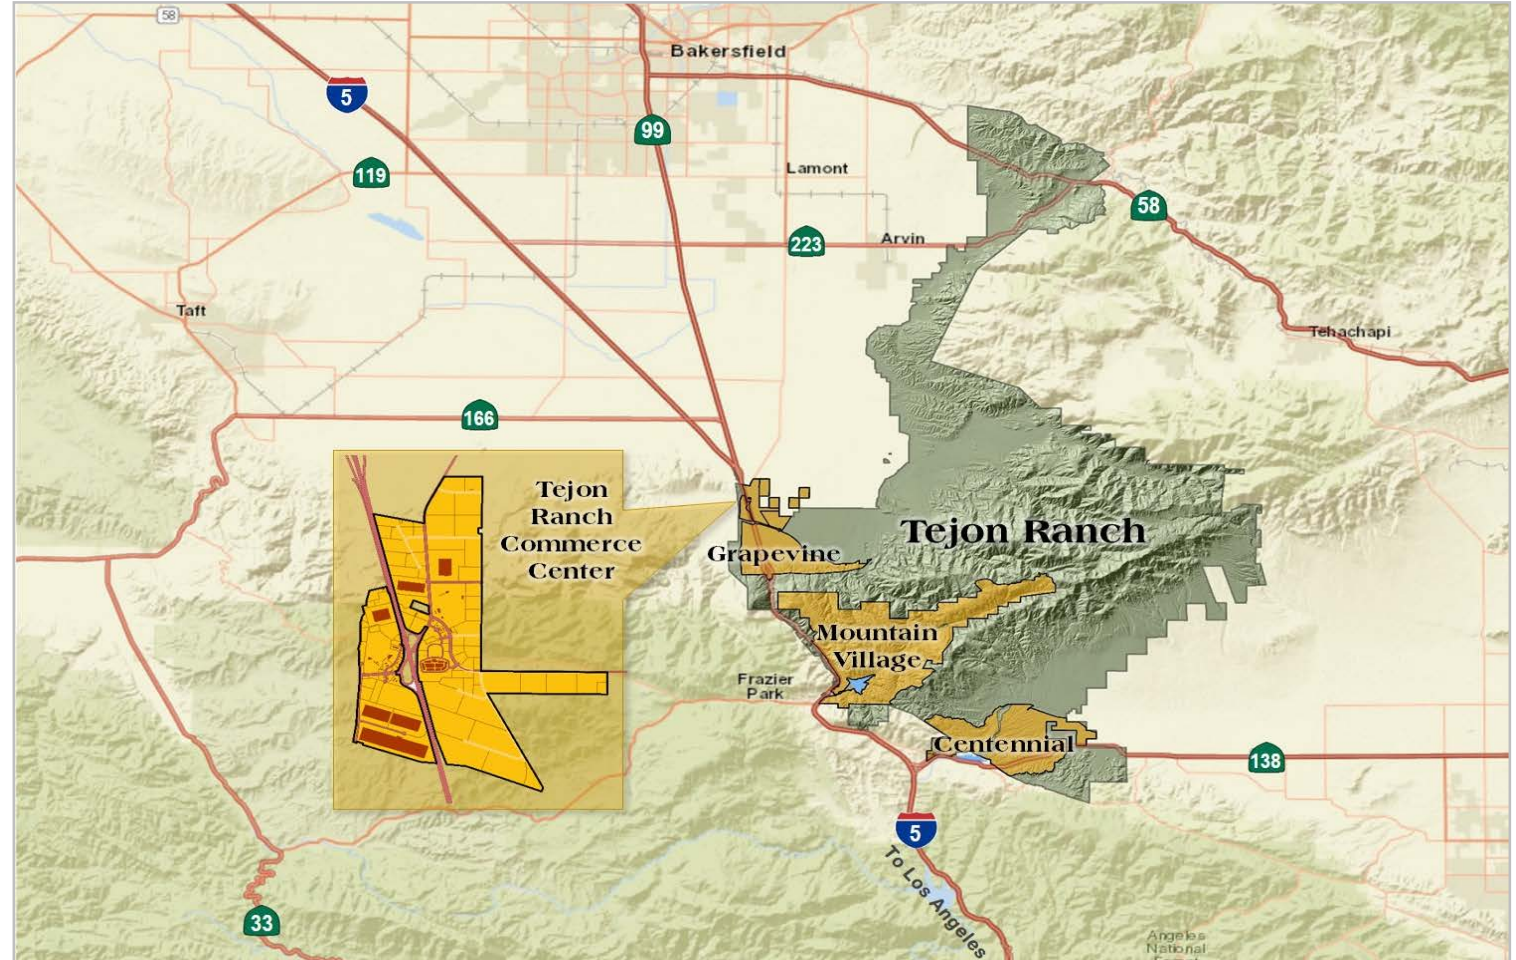 58
Bakersfield
5
99
119
Lamont
58
223
Arvin
Taft
Tehachapi
166
Tejon
Ranch
Commerce
Center
Tejon Ranch
Grapevine
Mountain
Village
Frazier
Park
Centennial
138
5
To Los Angeles
33
Angeles
National